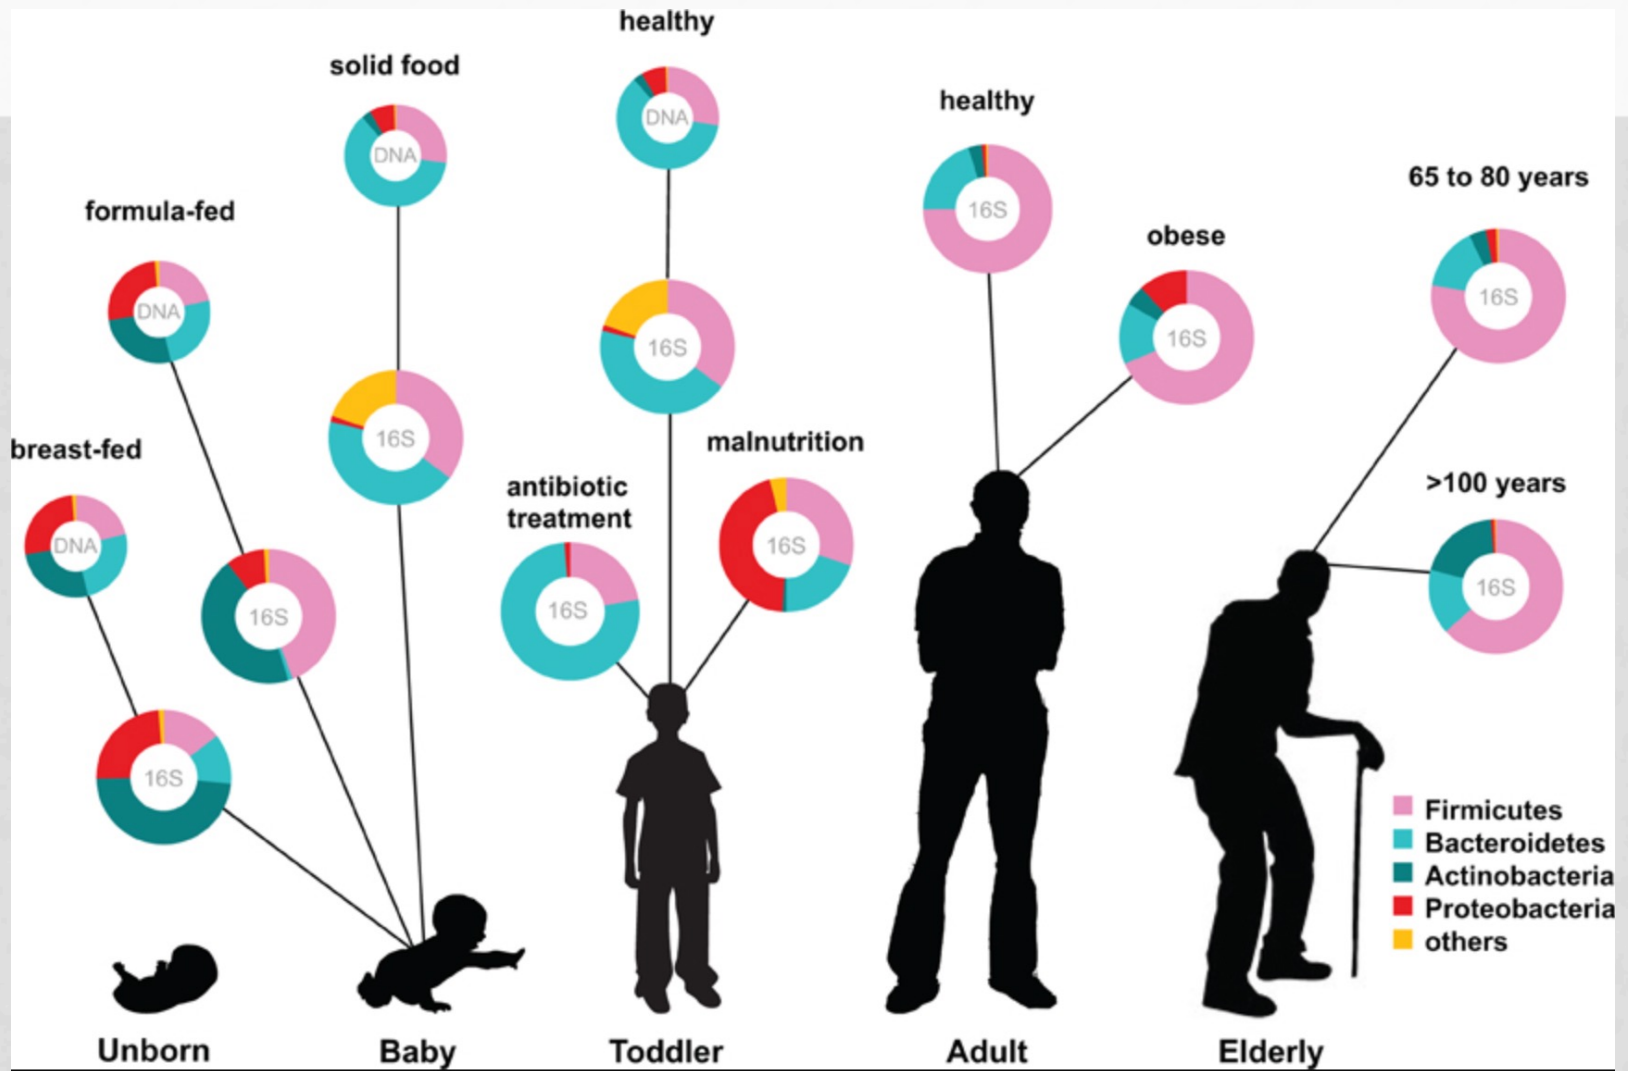 healthy
DNA
solid food
DNA
formula-fed
DNA
breast-fed
DNA
16S
16S
16S
16S
antibiotic
treatment
16S
malnutrition
16S
healthy
16S
obese
16S
65 to 80 years
16S
>100 years
16S
Firmicutes
Bacteroidetes
Actinobacteria
Proteobacteria
others
Unborn
Baby
Toddler
Adult
Elderly